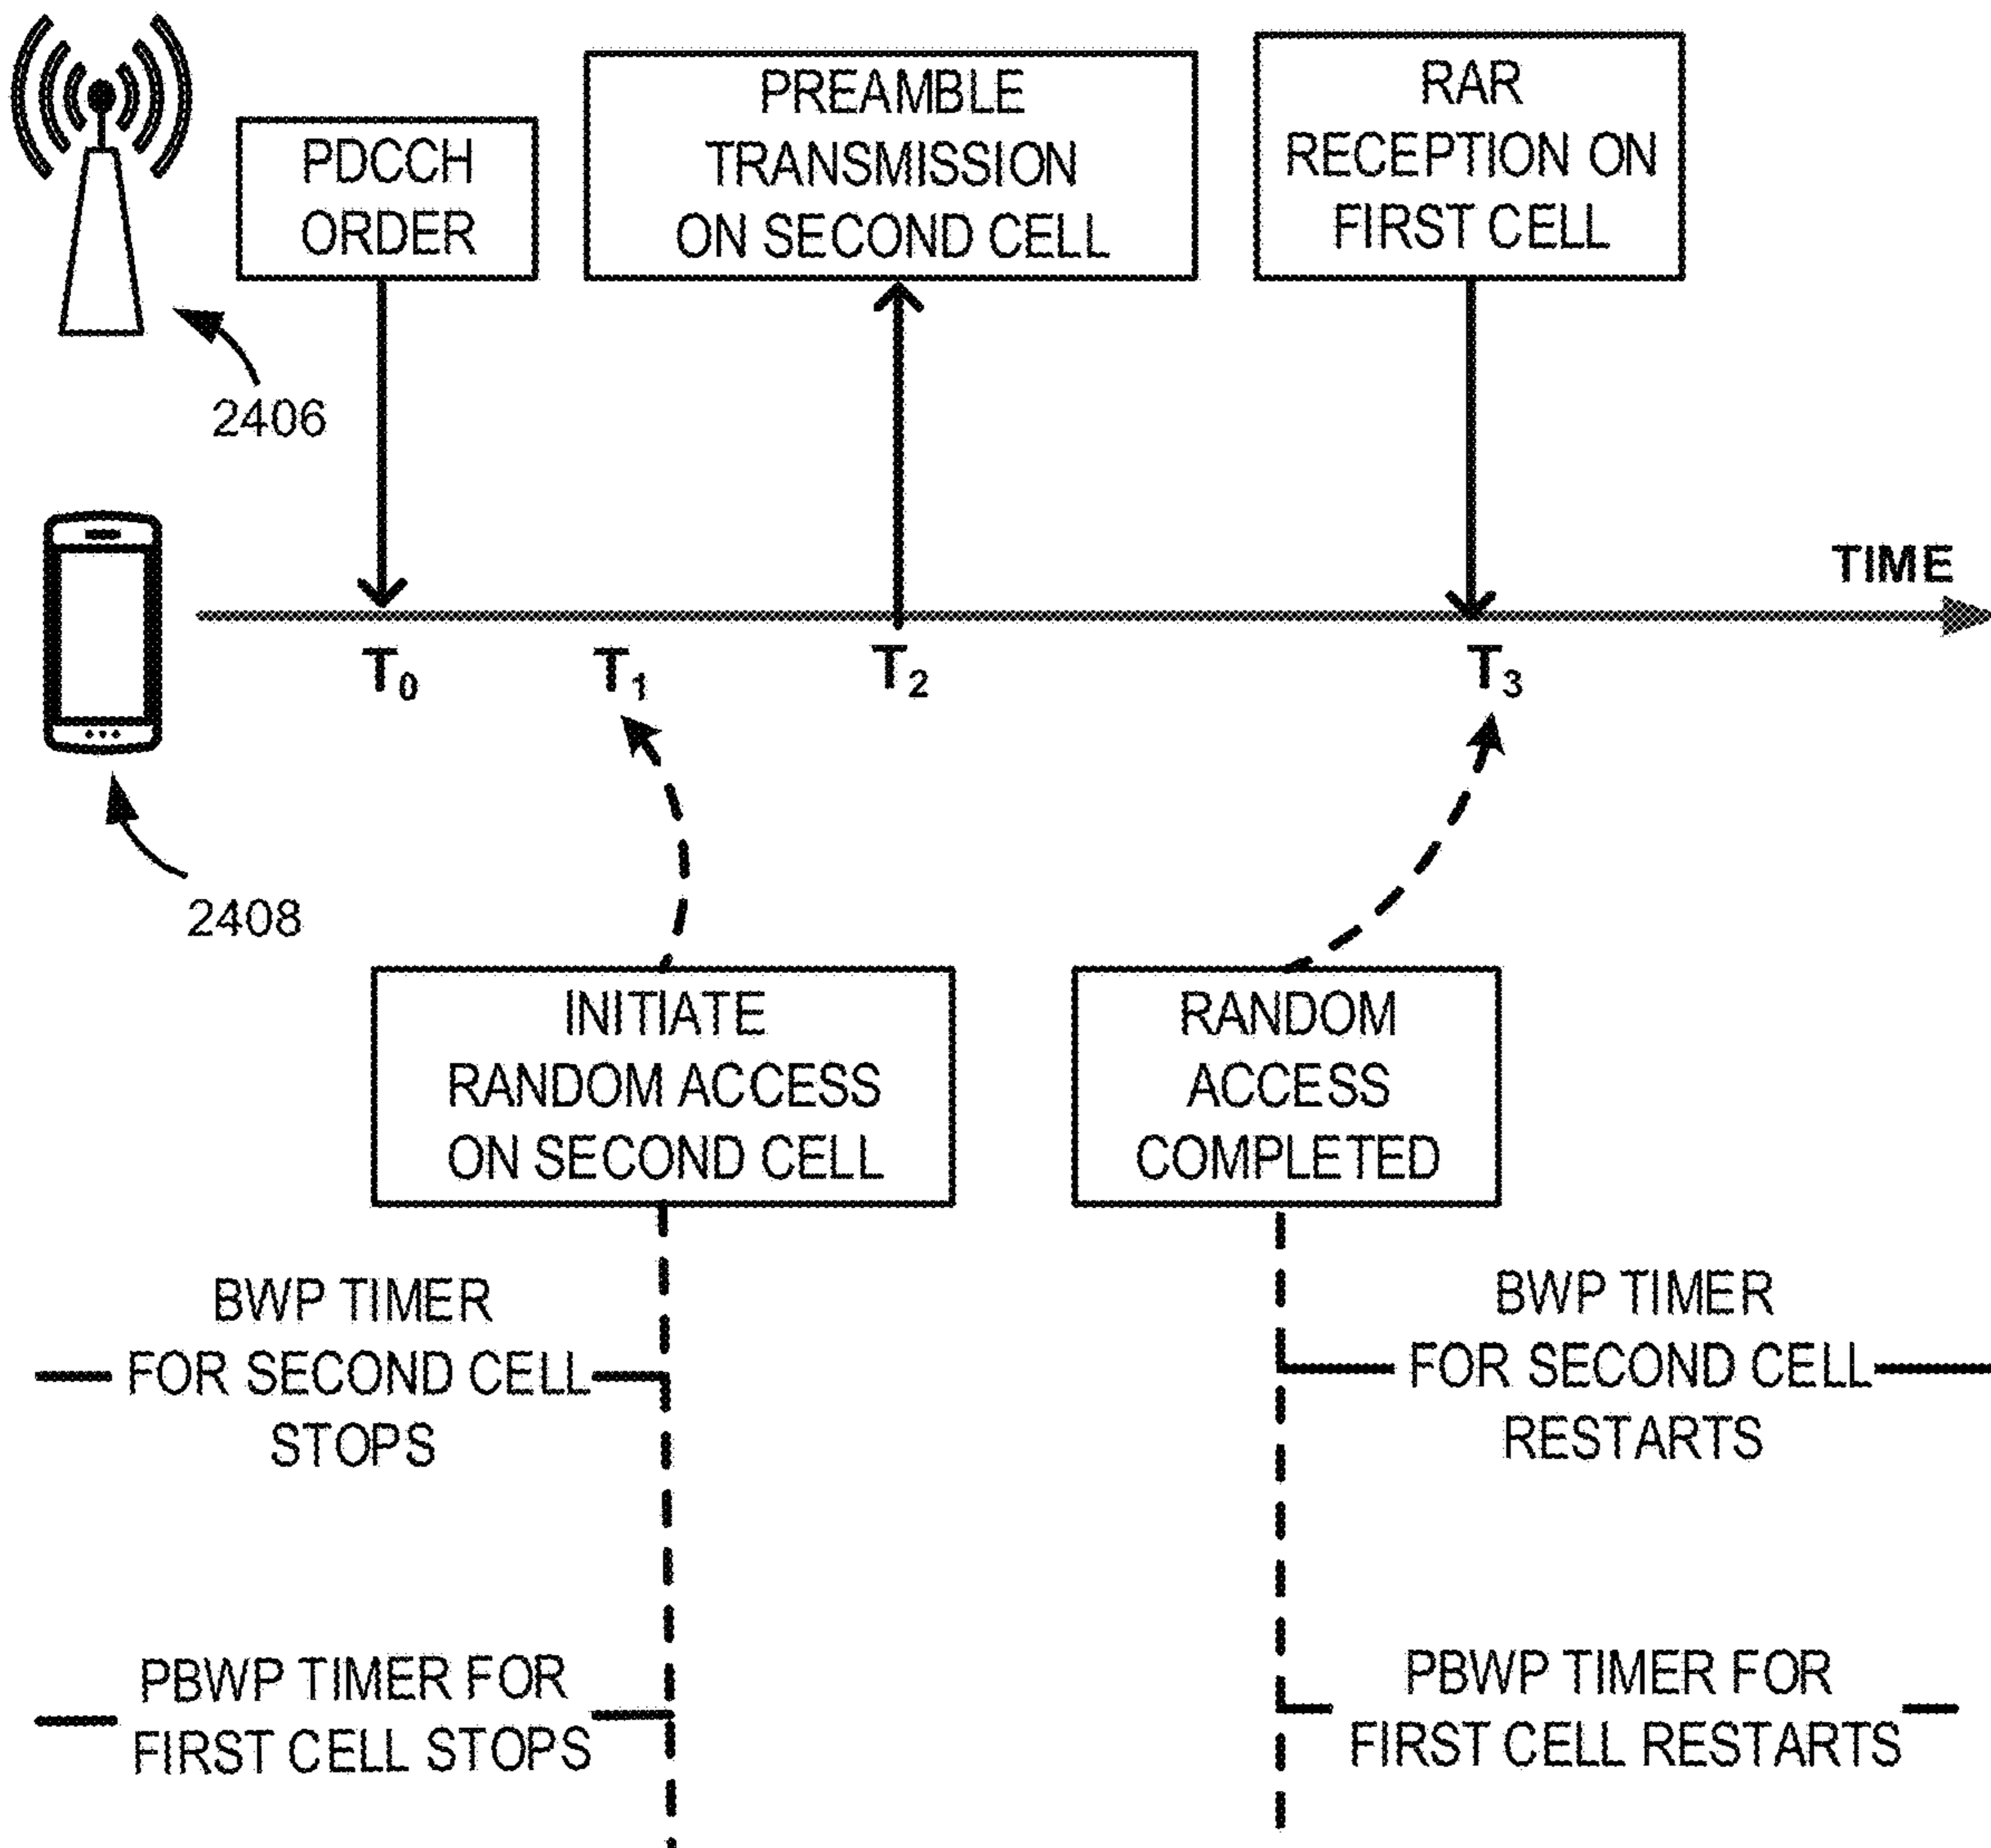 PDCCH
ORDER
PREAMBLE
TRANSMISSION
ON SECOND CELL
RAR
RECEPTION ON
FIRST CELL
2406
TIME
T0
T1
T2
T3
2408
INITIATE
RANDOM ACCESS
ON SECOND CELL
RANDOM
ACCESS
COMPLETED
BWP TIMER
FOR SECOND CELL
STOPS
BWP TIMER
FOR SECOND CELL
RESTARTS
PBWP TIMER FOR
FIRST CELL STOPS
PBWP TIMER FOR
FIRST CELL RESTARTS